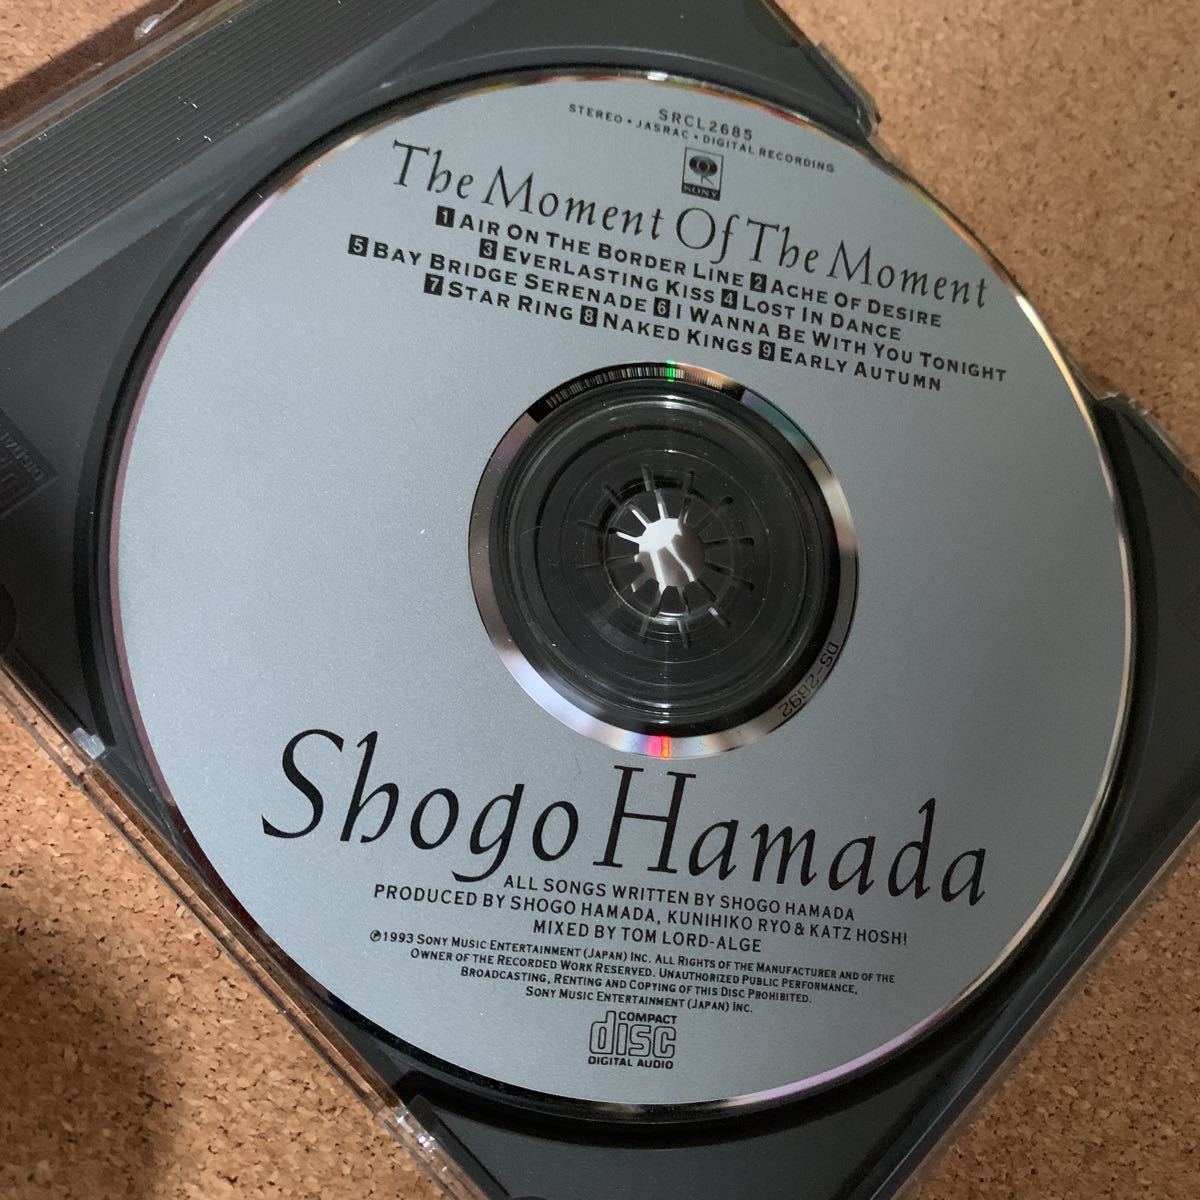 SRCL2685
STEREO • JASRAC • DIGITAL RECORDING
SONY
The Moment Of The Moment
1 AIR ON THE BORDER LINE 2 ACHE OF DESIRE
3 EVERLASTING KISS 4 LOST IN DANCE
5 BAY BRIDGE SERENADE 6 I WANNA BE WITH YOU TONIGHT
7 STAR RING 8 NAKED KINGS 9 EARLY AUTUMN
DS-2892
Shogo Hamada
ALL SONGS WRITTEN BY SHOGO HAMADA
PRODUCED BY SHOGO HAMADA, KUNIHIKO RYO & KATZ HOSHI
MIXED BY TOM LORD-ALGE
℗1993 SONY MUSIC ENTERTAINMENT (JAPAN) INC. ALL RIGHTS OF THE MANUFACTURER AND OF THE
OWNER OF THE RECORDED WORK RESERVED. UNAUTHORIZED PUBLIC PERFORMANCE,
BROADCASTING, RENTING AND COPYING OF THIS DISC PROHIBITED.
SONY MUSIC ENTERTAINMENT (JAPAN) INC.
COMPACT
disc
DIGITAL AUDIO